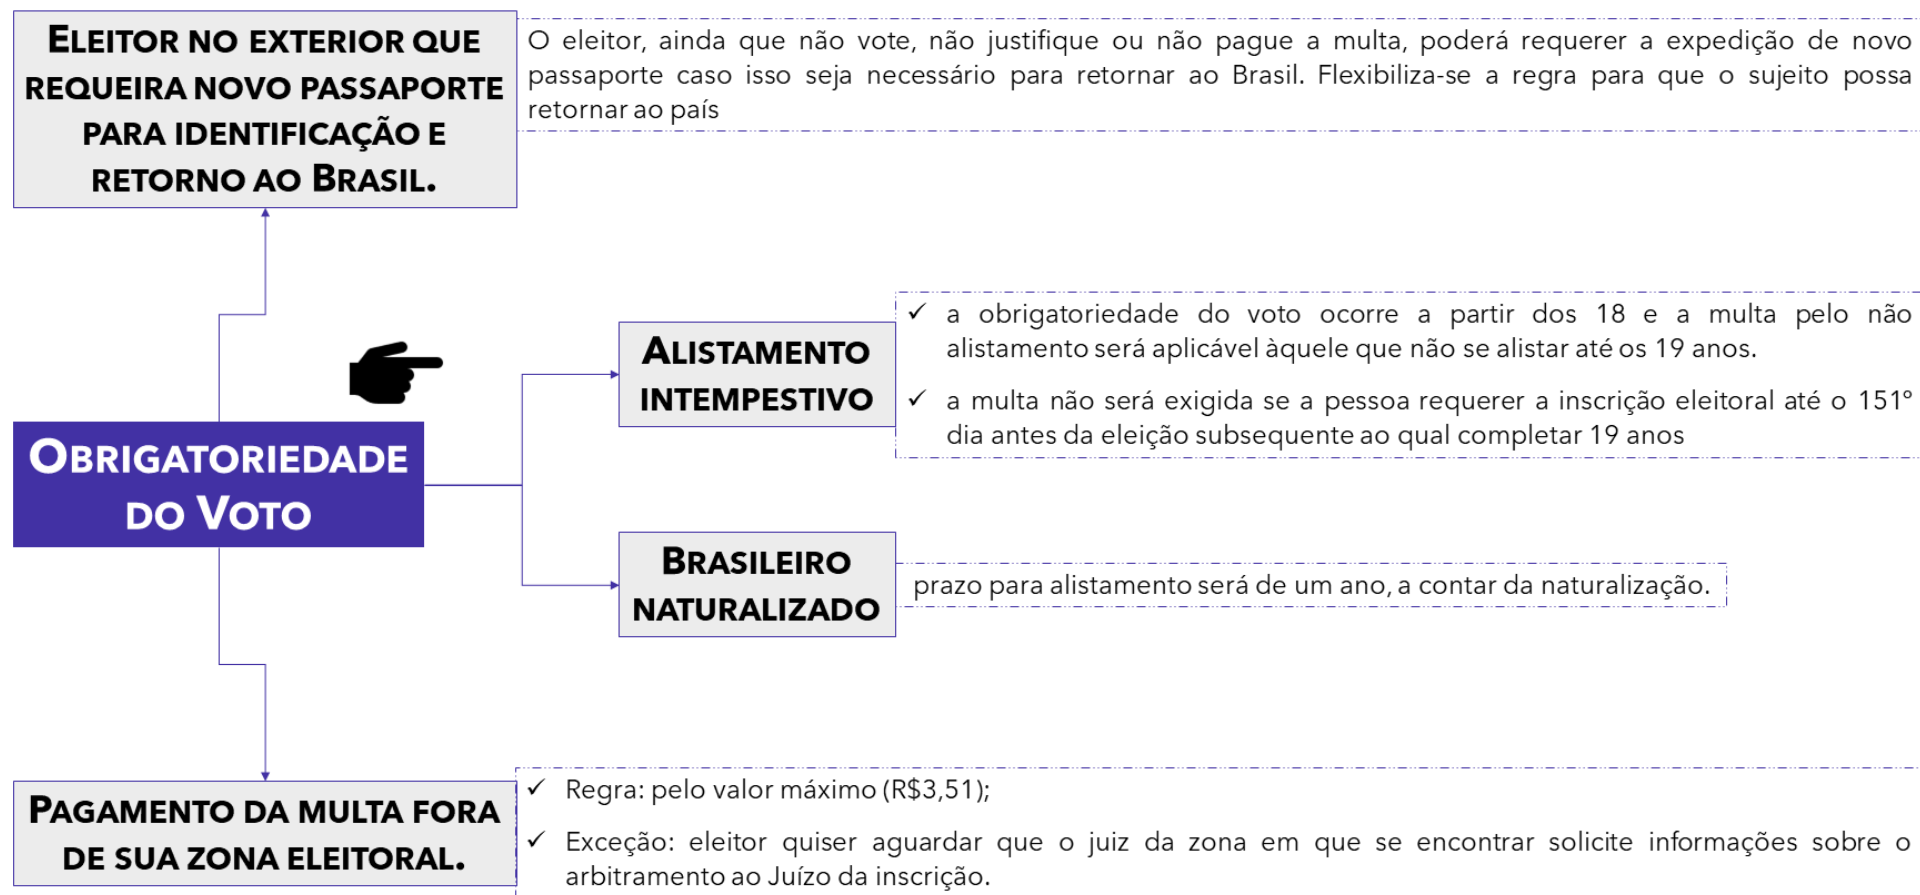 ELEITOR NO EXTERIOR QUE
REQUEIRA NOVO PASSAPORTE
PARA IDENTIFICAÇÃO E
RETORNO AO BRASIL.
O eleitor, ainda que não vote, não justifique ou não pague a multa, poderá requerer a expedição de novo
passaporte caso isso seja necessário para retornar ao Brasil. Flexibiliza-se a regra para que o sujeito possa
retornar ao país
ALISTAMENTO
INTEMPESTIVO
✓ a obrigatoriedade do voto ocorre a partir dos 18 e a multa pelo não
alistamento será aplicável àquele que não se alistar até os 19 anos.
✓ a multa não será exigida se a pessoa requerer a inscrição eleitoral até o 151º
dia antes da eleição subsequente ao qual completar 19 anos
OBRIGATORIEDADE
DO VOTO
BRASILEIRO
NATURALIZADO
prazo para alistamento será de um ano, a contar da naturalização.
PAGAMENTO DA MULTA FORA
DE SUA ZONA ELEITORAL.
✓ Regra: pelo valor máximo (R$3,51);
✓ Exceção: eleitor quiser aguardar que o juiz da zona em que se encontrar solicite informações sobre o
arbitramento ao Juízo da inscrição.